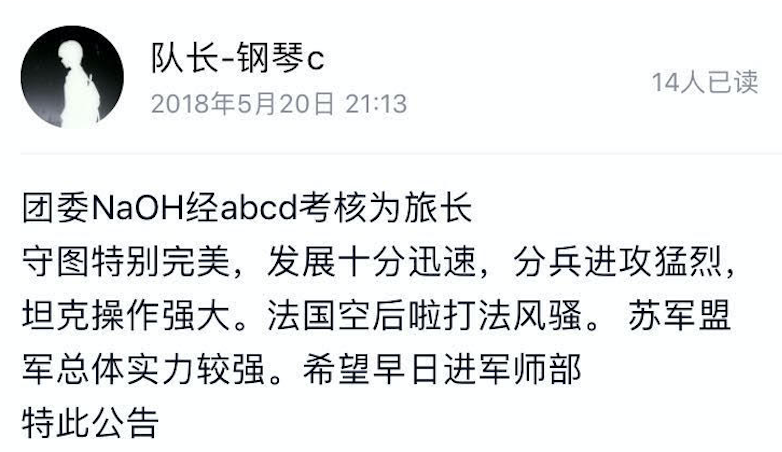 队长-钢琴c
2018年5月20日 21:13
14人已读
团委NaOH经abcd考核为旅长
守图特别完美，发展十分迅速，分兵进攻猛烈，
坦克操作强大。法国空后啦打法风骚。 苏军盟
军总体实力较强。希望早日进军师部
特此公告